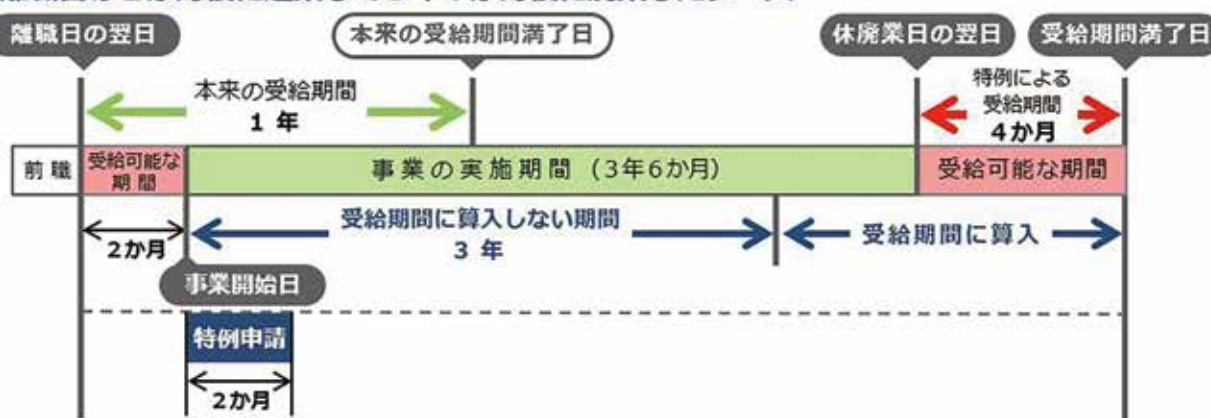 離職日の翌日
本来の受給期間満了日
休廃業日の翌日
受給期間満了日
本来の受給期間
1 年
特例による
受給期間
4か月
前職
受給可能な
期間
事業の実施期間（3年6か月）
受給可能な期間
2か月
受給期間に算入しない期間
3 年
受給期間に算入
事業開始日
特例申請
2か月